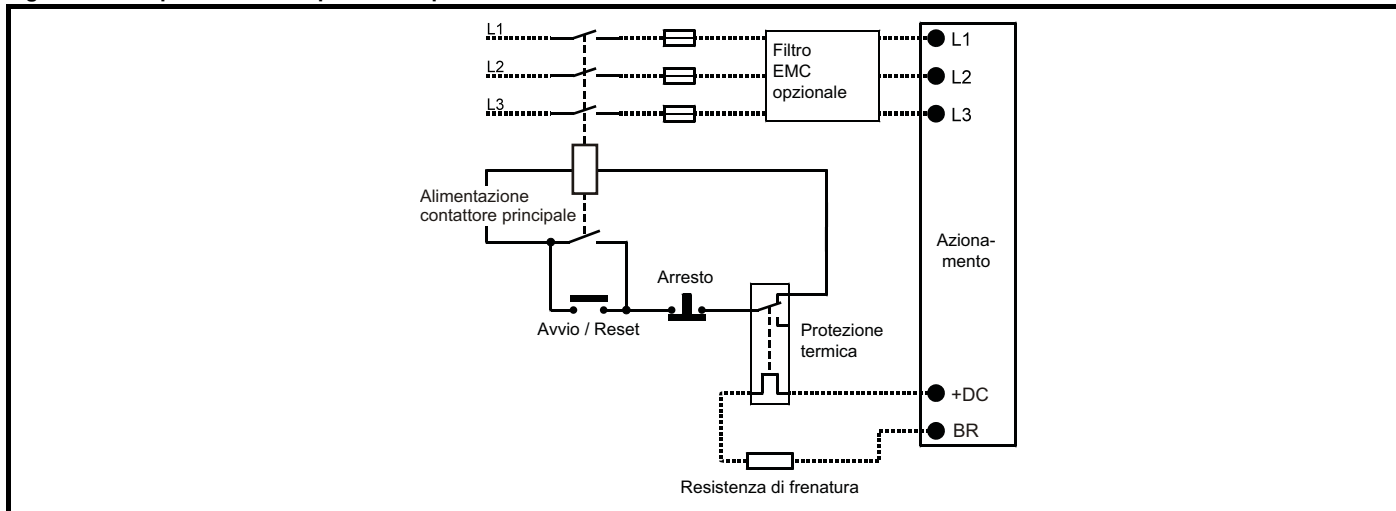 L1
L2
L3
Filtro
EMC
opzionale
L1
L2
L3
Alimentazione
contattore principale
Aziona-
mento
Arresto
Avvio / Reset
Protezione
termica
+DC
BR
Resistenza di frenatura